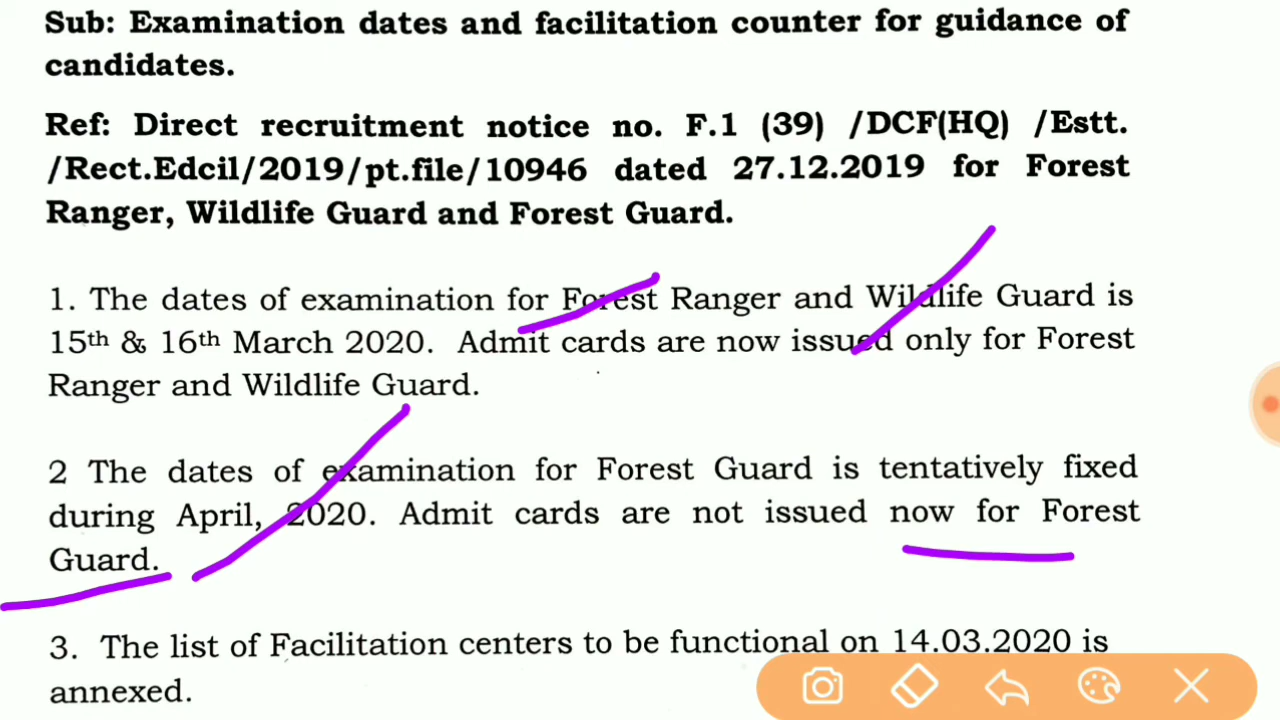 Sub: Examination dates and facilitation counter for guidance of
candidates.
Ref: Direct recruitment notice no. F.1 (39) /DCF(HQ) /Estt.
/Rect.Edcil/2019/pt.file/10946 dated 27.12.2019 for Forest
Ranger, Wildlife Guard and Forest Guard.
1. The dates of examination for Forest Ranger and Wildlife Guard is
15th & 16th March 2020. Admit cards are now issued only for Forest
Ranger and Wildlife Guard.
2 The dates of examination for Forest Guard is tentatively fixed
during April, 2020. Admit cards are not issued now for Forest
Guard.
3. The list of Facilitation centers to be functional on 14.03.2020 is
annexed.